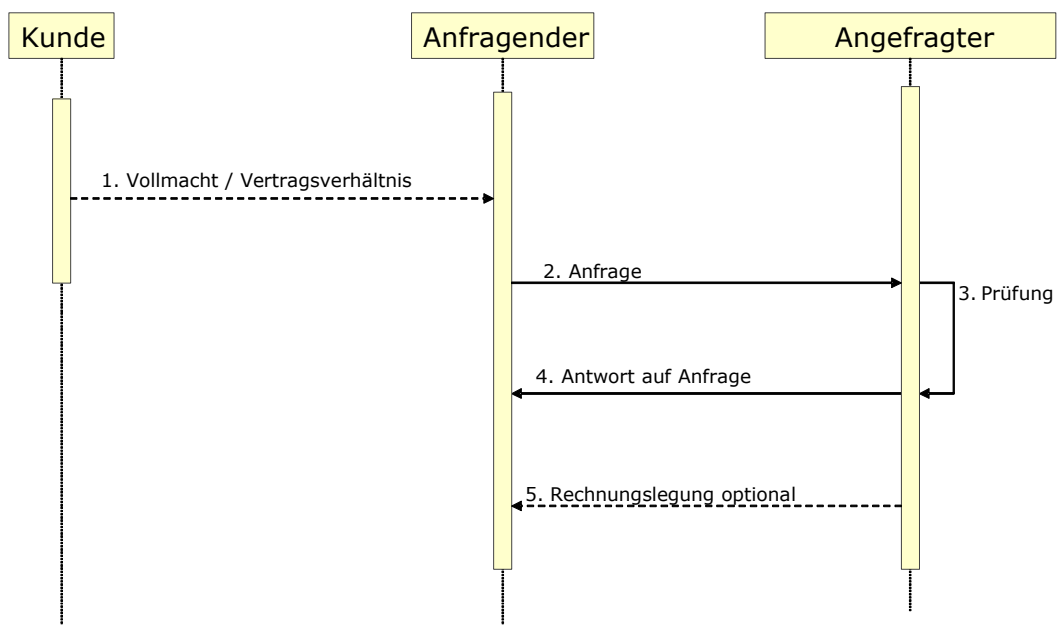 Kunde
Anfragender
Angefragter
1. Vollmacht / Vertragsverhältnis
2. Anfrage
3. Prüfung
4. Antwort auf Anfrage
5. Rechnungslegung optional